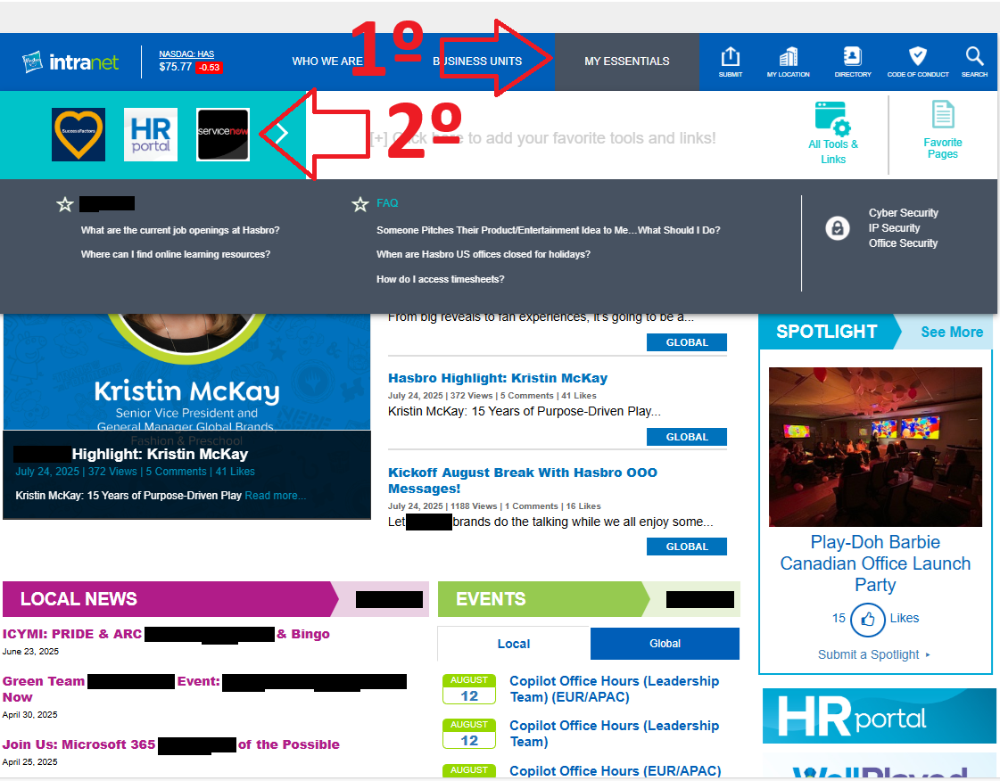 1º
2º
intranet
NASDAQ: HAS
$75.77 -0.53
WHO WE ARE
BUSINESS UNITS
MY ESSENTIALS
SUBMIT
MY LOCATION
DIRECTORY
CODE OF CONDUCT
SEARCH
SuccessFactors
HR
portal
servicenow
[+] Click here to add your favorite tools and links!
All Tools &
Links
Favorite
Pages
What are the current job openings at Hasbro?
Where can I find online learning resources?
FAQ
Someone Pitches Their Product/Entertainment Idea to Me…What Should I Do?
When are Hasbro US offices closed for holidays?
How do I access timesheets?
Cyber Security
IP Security
Office Security
Kristin McKay
Senior Vice President and
General Manager Global Brands,
Fashion & Preschool
Highlight: Kristin McKay
July 24, 2025 | 372 Views | 5 Comments | 41 Likes
Kristin McKay: 15 Years of Purpose-Driven Play Read more...
From big reveals to fan experiences, it's going to be a...
GLOBAL
Hasbro Highlight: Kristin McKay
July 24, 2025 | 372 Views | 5 Comments | 41 Likes
Kristin McKay: 15 Years of Purpose-Driven Play...
GLOBAL
Kickoff August Break With Hasbro OOO
Messages!
July 24, 2025 | 1188 Views | 1 Comments | 16 Likes
Let brands do the talking while we all enjoy some...
GLOBAL
SPOTLIGHT
See More
Play-Doh Barbie
Canadian Office Launch
Party
15 Likes
Submit a Spotlight
HR portal
WellPlayed
LOCAL NEWS
ICYMI: PRIDE & ARC & Bingo
June 23, 2025
Green Team Event:
Now
April 30, 2025
Join Us: Microsoft 365 of the Possible
April 25, 2025
EVENTS
Local
Global
AUGUST
12
Copilot Office Hours (Leadership
Team) (EUR/APAC)
AUGUST
12
Copilot Office Hours (Leadership
Team)
AUGUST
Copilot Office Hours (EUR/APAC)